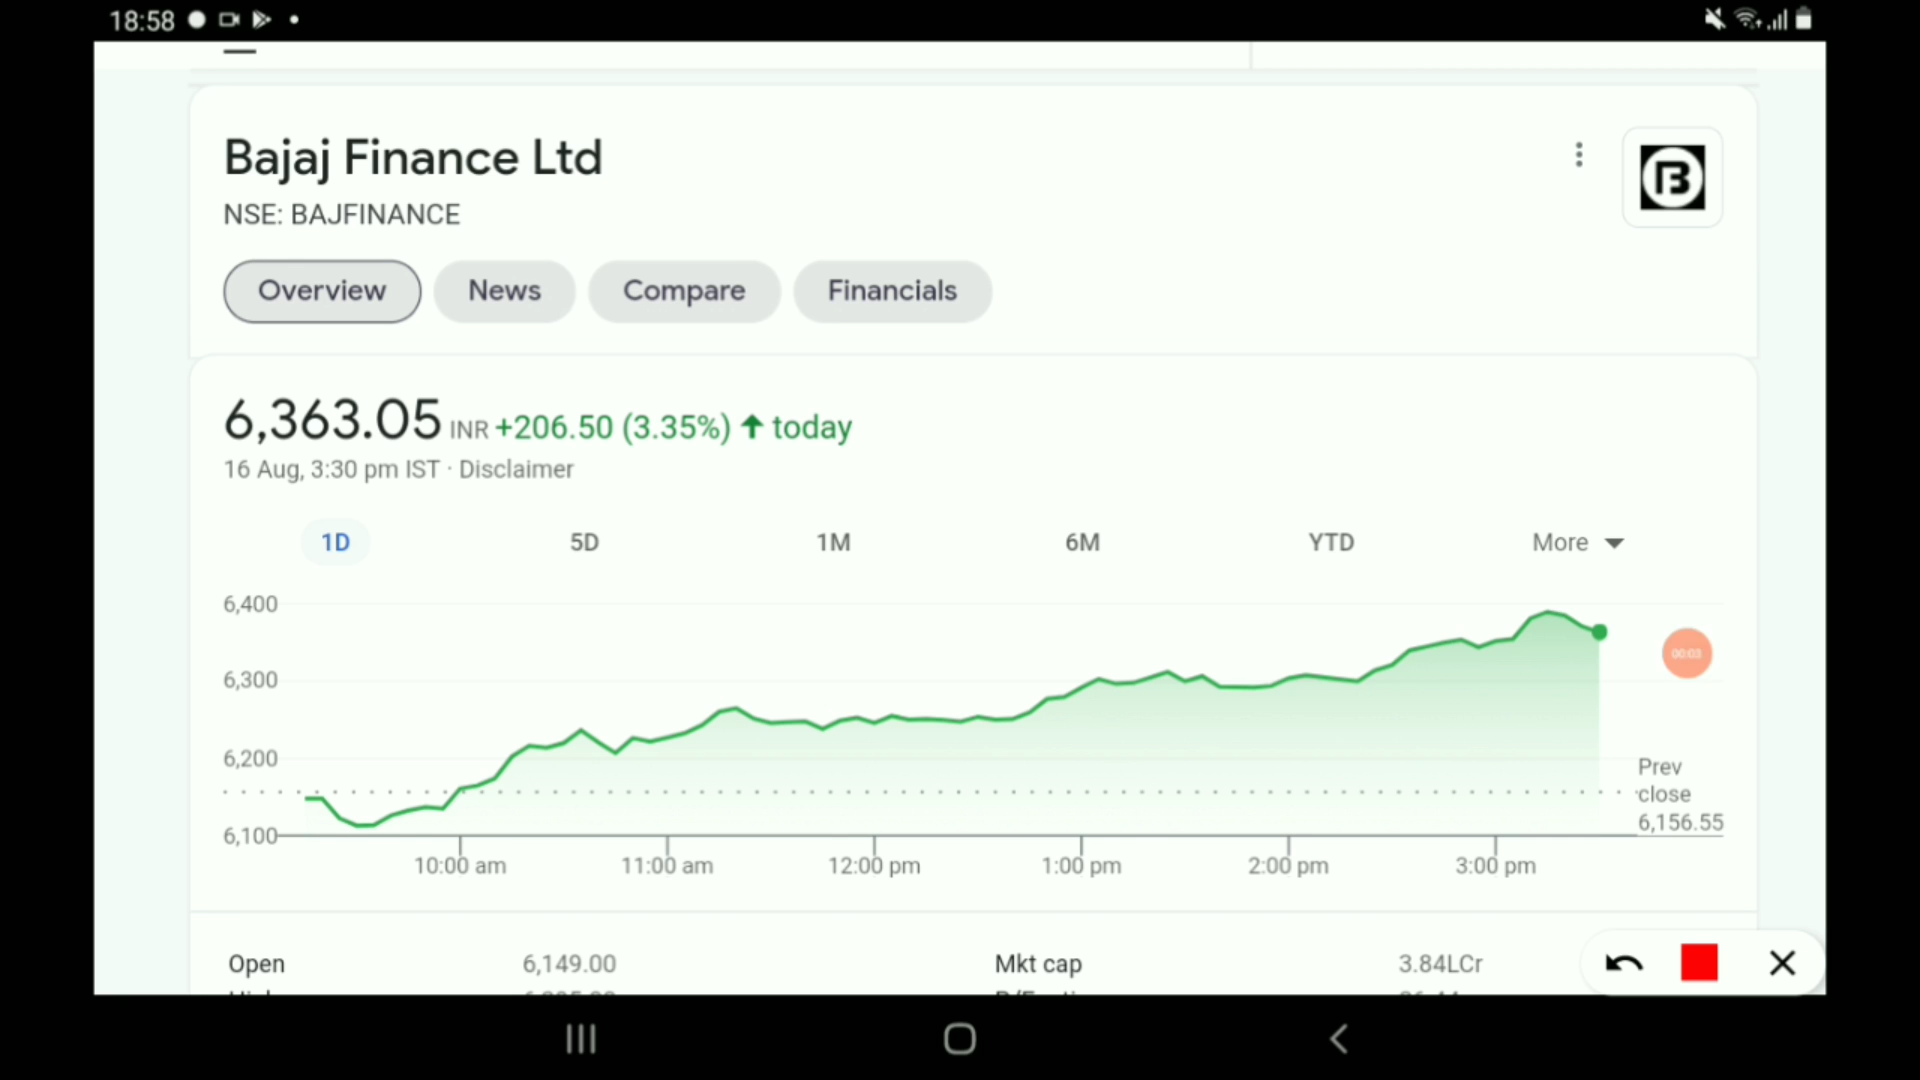 18:58
Bajaj Finance Ltd
NSE: BAJFINANCE
Overview News Compare Financials
6,363.05 INR +206.50 (3.35%) today
16 Aug, 3:30 pm IST · Disclaimer
1D 5D 1M 6M YTD More
6,400
00:03
6,300
6,200
Prev
close
6,156.55
6,100
10:00 am 11:00 am 12:00 pm 1:00 pm 2:00 pm 3:00 pm
Open 6,149.00 Mkt cap 3.84LCr